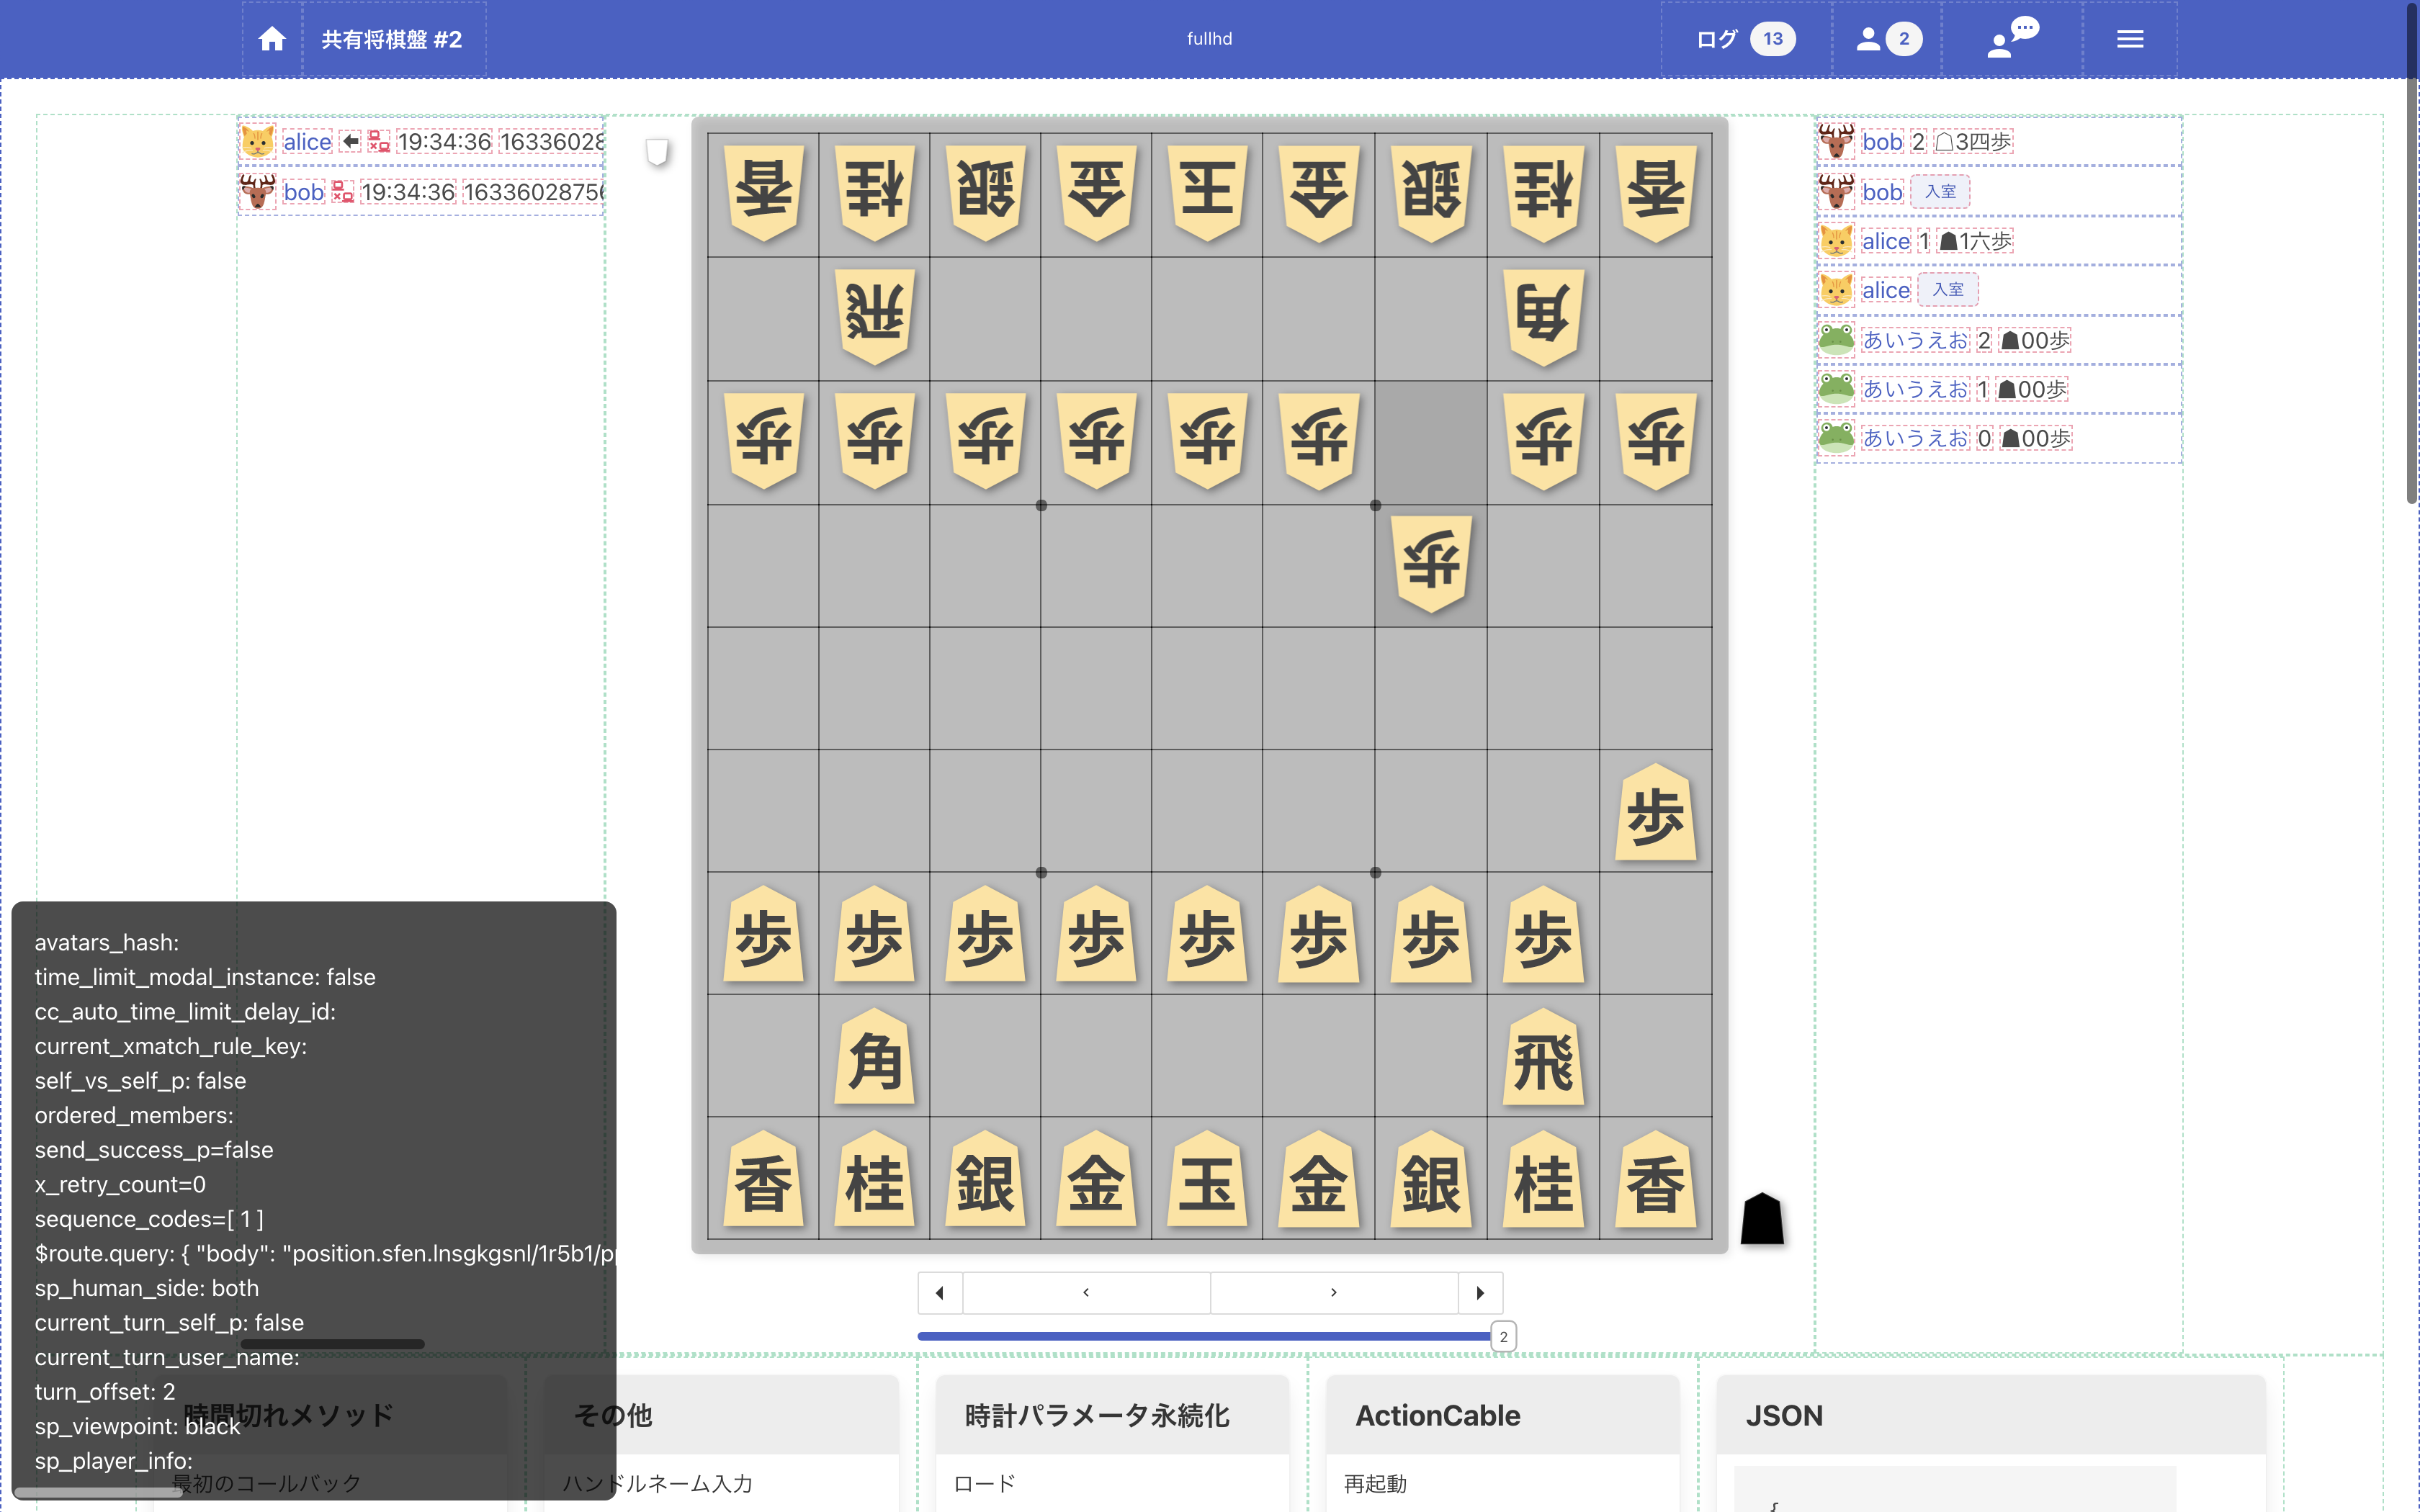 共有将棋盤 #2
fullhd
ログ 13
2
alice 19:34:36 16336028
bob 19:34:36 1633602875
bob 2 ☖3四歩
bob 入室
alice 1 ☗1六歩
alice 入室
あいうえお 2 ☗00歩
あいうえお 1 ☗00歩
あいうえお 0 ☗00歩
香 桂 銀 金 玉 金 銀 桂 香
飛 角
歩 歩 歩 歩 歩 歩 歩 歩
歩
歩
歩 歩 歩 歩 歩 歩 歩 歩
角 飛
香 桂 銀 金 玉 金 銀 桂 香
2
avatars_hash:
time_limit_modal_instance: false
cc_auto_time_limit_delay_id:
current_xmatch_rule_key:
self_vs_self_p: false
ordered_members:
send_success_p=false
x_retry_count=0
sequence_codes=[ 1 ]
$route.query: { "body": "position.sfen.lnsgkgsnl/1r5b1/p
sp_human_side: both
current_turn_self_p: false
current_turn_user_name:
turn_offset: 2
sp_viewpoint: black
sp_player_info:
時間切れメソッド
最初のコールバック
その他
ハンドルネーム入力
時計パラメータ永続化
ロード
ActionCable
再起動
JSON
{